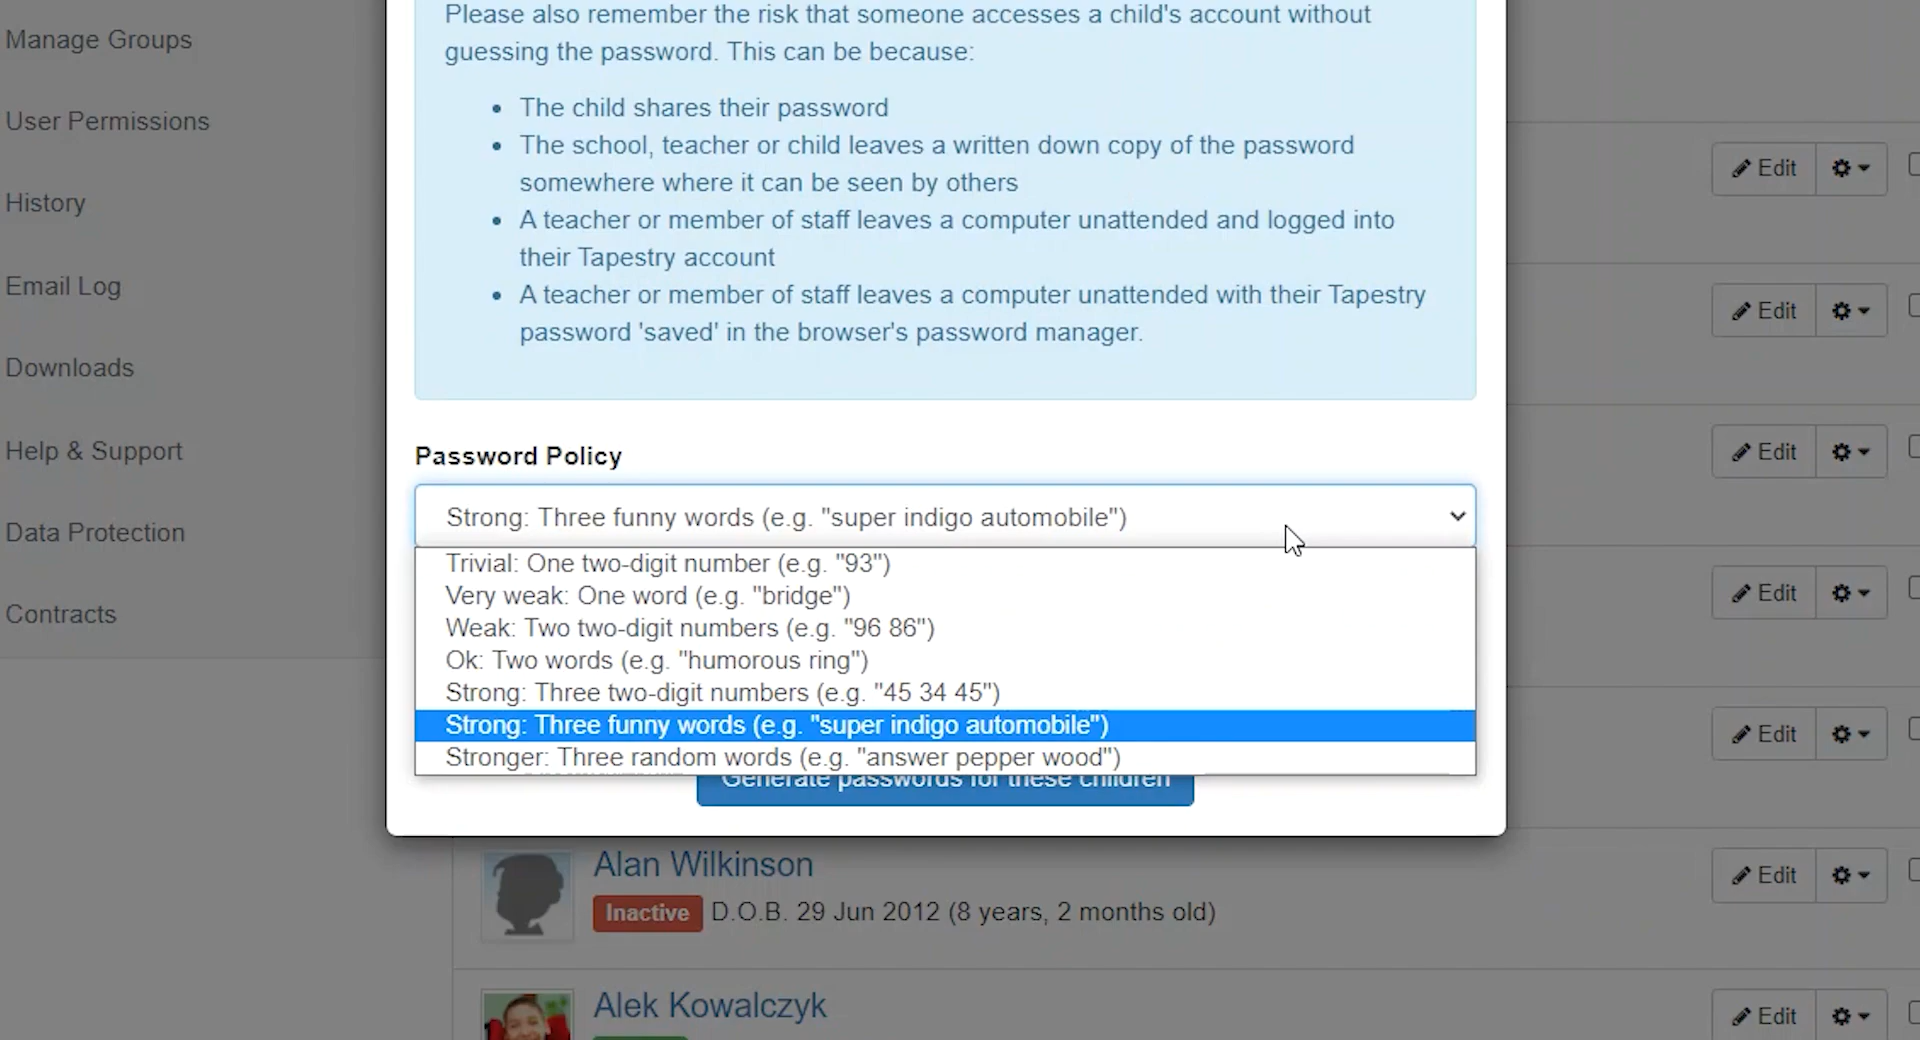 Manage Groups
User Permissions
History
Email Log
Downloads
Help & Support
Data Protection
Contracts
Please also remember the risk that someone accesses a child's account without
guessing the password. This can be because:
• The child shares their password
• The school, teacher or child leaves a written down copy of the password
somewhere where it can be seen by others
• A teacher or member of staff leaves a computer unattended and logged into
their Tapestry account
• A teacher or member of staff leaves a computer unattended with their Tapestry
password 'saved' in the browser's password manager.
Password Policy
Strong: Three funny words (e.g. "super indigo automobile")
Trivial: One two-digit number (e.g. "93")
Very weak: One word (e.g. "bridge")
Weak: Two two-digit numbers (e.g. "96 86")
Ok: Two words (e.g. "humorous ring")
Strong: Three two-digit numbers (e.g. "45 34 45")
Strong: Three funny words (e.g. "super indigo automobile")
Stronger: Three random words (e.g. "answer pepper wood")
Generate passwords for these children
Edit
Edit
Edit
Edit
Edit
Alan Wilkinson
Inactive D.O.B. 29 Jun 2012 (8 years, 2 months old)
Edit
Alek Kowalczyk
Edit